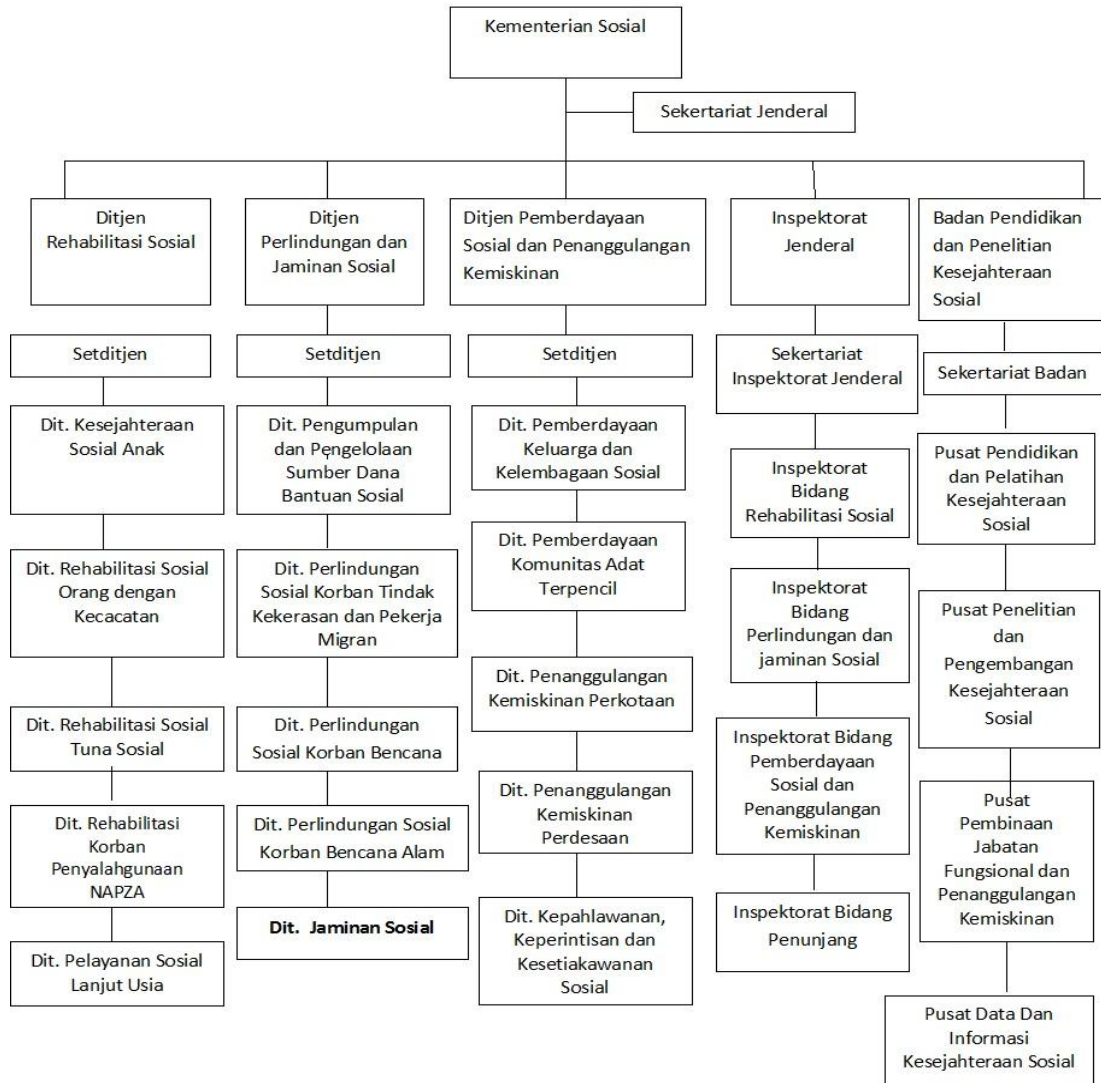 Kementerian Sosial
Sekertariat Jenderal
Ditjen
Rehabilitasi Sosial
Ditjen
Perlindungan dan
Jaminan Sosial
Ditjen Pemberdayaan
Sosial dan Penanggulangan
Kemiskinan
Inspektorat
Jenderal
Badan Pendidikan
dan Penelitian
Kesejahteraan
Sosial
Setditjen
Dit. Kesejahteraan
Sosial Anak
Dit. Rehabilitasi Sosial
Orang dengan
Kecacatan
Dit. Rehabilitasi Sosial
Tuna Sosial
Dit. Rehabilitasi
Korban
Penyalahgunaan
NAPZA
Dit. Pelayanan Sosial
Lanjut Usia
Setditjen
Dit. Pengumpulan
dan Pengelolaan
Sumber Dana
Bantuan Sosial
Dit. Perlindungan
Sosial Korban Tindak
Kekerasan dan Pekerja
Migran
Dit. Perlindungan
Sosial Korban Bencana
Dit. Perlindungan Sosial
Korban Bencana Alam
Dit. Jaminan Sosial
Setditjen
Dit. Pemberdayaan
Keluarga dan
Kelembagaan Sosial
Dit. Pemberdayaan
Komunitas Adat
Terpencil
Dit. Penanggulangan
Kemiskinan Perkotaan
Dit. Penanggulangan
Kemiskinan
Perdesaan
Dit. Kepahlawanan,
Keperintisan dan
Kesetiakawanan
Sosial
Sekertariat
Inspektorat Jenderal
Inspektorat
Bidang
Rehabilitasi Sosial
Inspektorat
Bidang
Perlindungan dan
jaminan Sosial
Inspektorat Bidang
Pemberdayaan
Sosial dan
Penanggulangan
Kemiskinan
Inspektorat Bidang
Penunjang
Sekertariat Badan
Pusat Pendidikan
dan Pelatihan
Kesejahteraan
Sosial
Pusat Penelitian
dan
Pengembangan
Kesejahteraan
Sosial
Pusat
Pembinaan
Jabatan
Fungsional dan
Penanggulangan
Kemiskinan
Pusat Data Dan
Informasi
Kesejahteraan Sosial